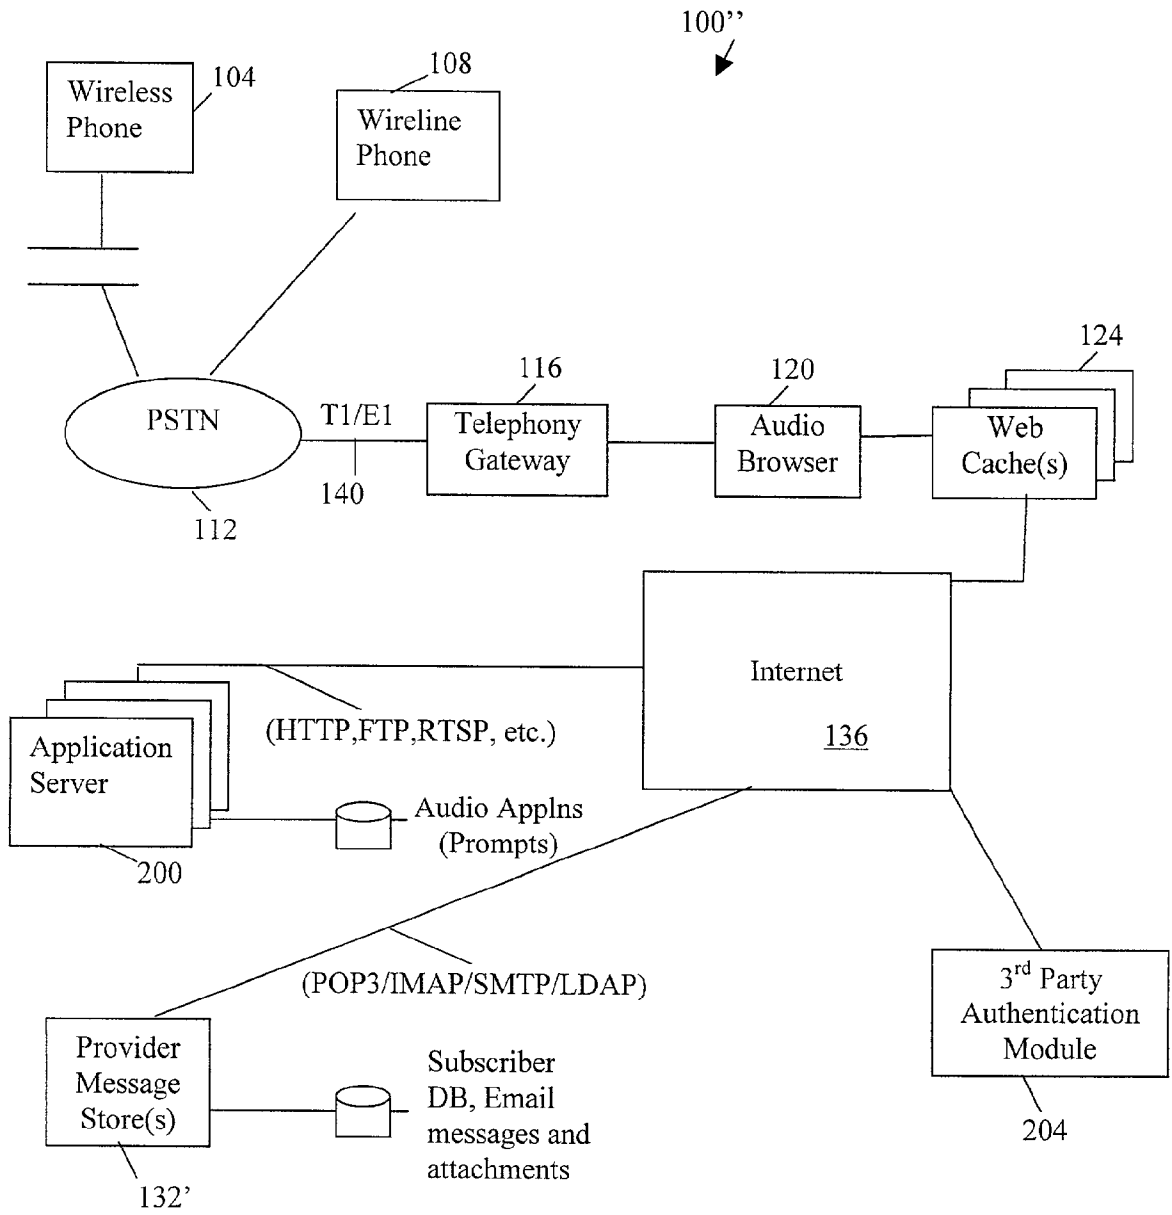 100’’
Wireless
Phone
104
108
Wireline
Phone
PSTN
112
T1/E1
140
116
Telephony
Gateway
120
Audio
Browser
124
Web
Cache(s)
Internet
136
(HTTP,FTP,RTSP, etc.)
Application
Server
200
Audio Applns
(Prompts)
(POP3/IMAP/SMTP/LDAP)
3rd Party
Authentication
Module
204
Provider
Message
Store(s)
132’
Subscriber
DB, Email
messages and
attachments